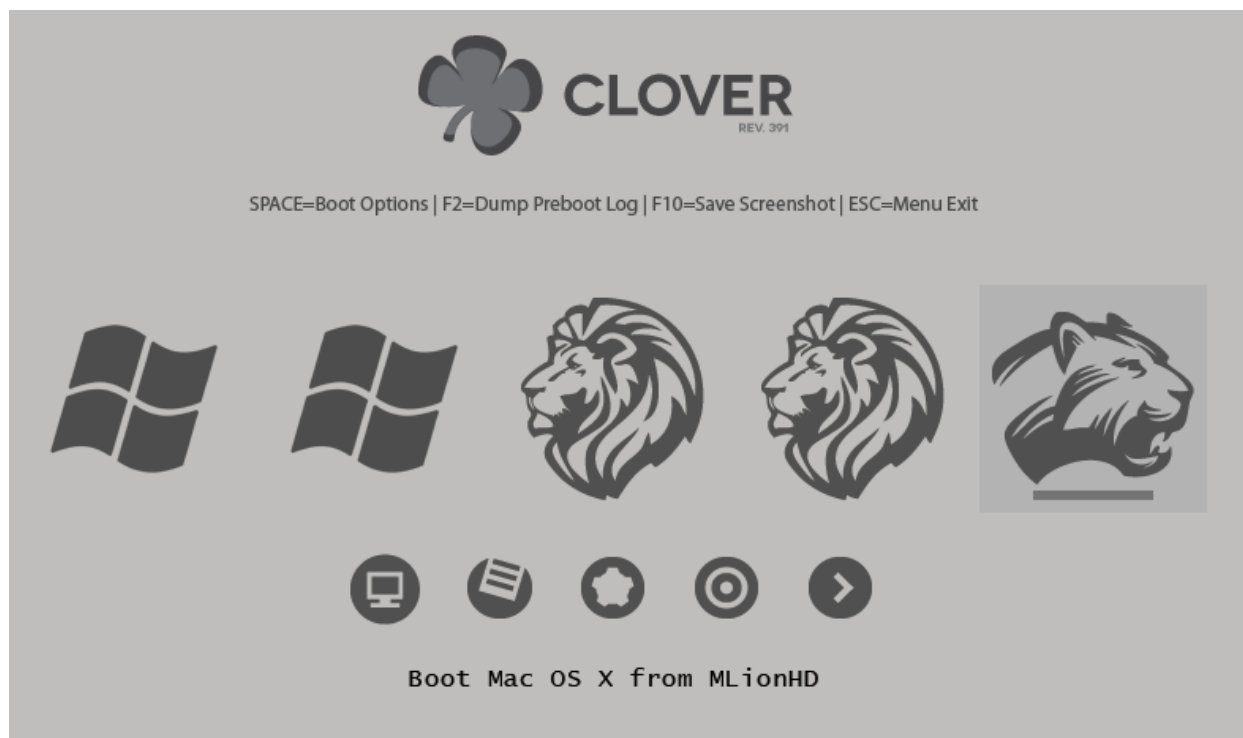 CLOVER
REV. 391
SPACE=Boot Options | F2=Dump Preboot Log | F10=Save Screenshot | ESC=Menu Exit
Boot Mac OS X from MLionHD